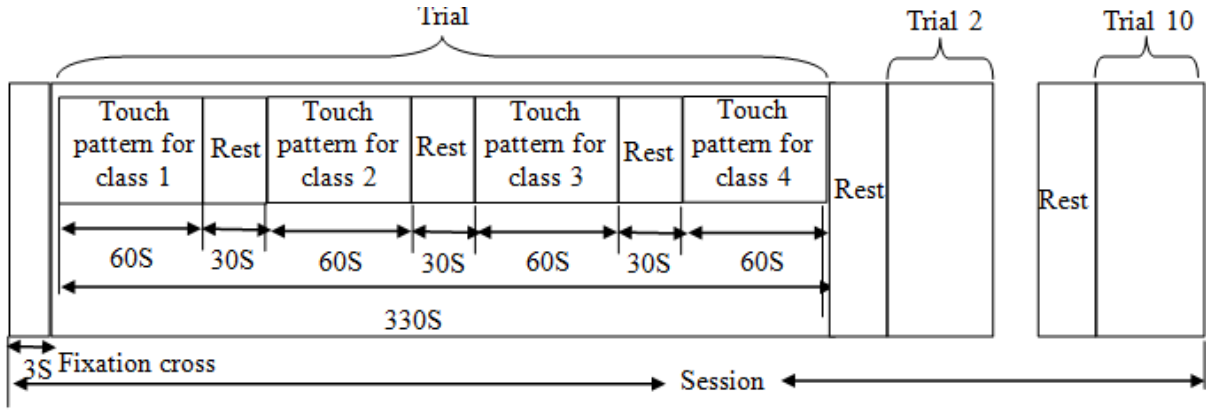 Trial
Trial 2
Trial 10
Touch
pattern for
class 1
Rest
Touch
pattern for
class 2
Rest
Touch
pattern for
class 3
Rest
Touch
pattern for
class 4
Rest
Rest
60S
30S
60S
30S
60S
30S
60S
330S
3S
Fixation cross
Session